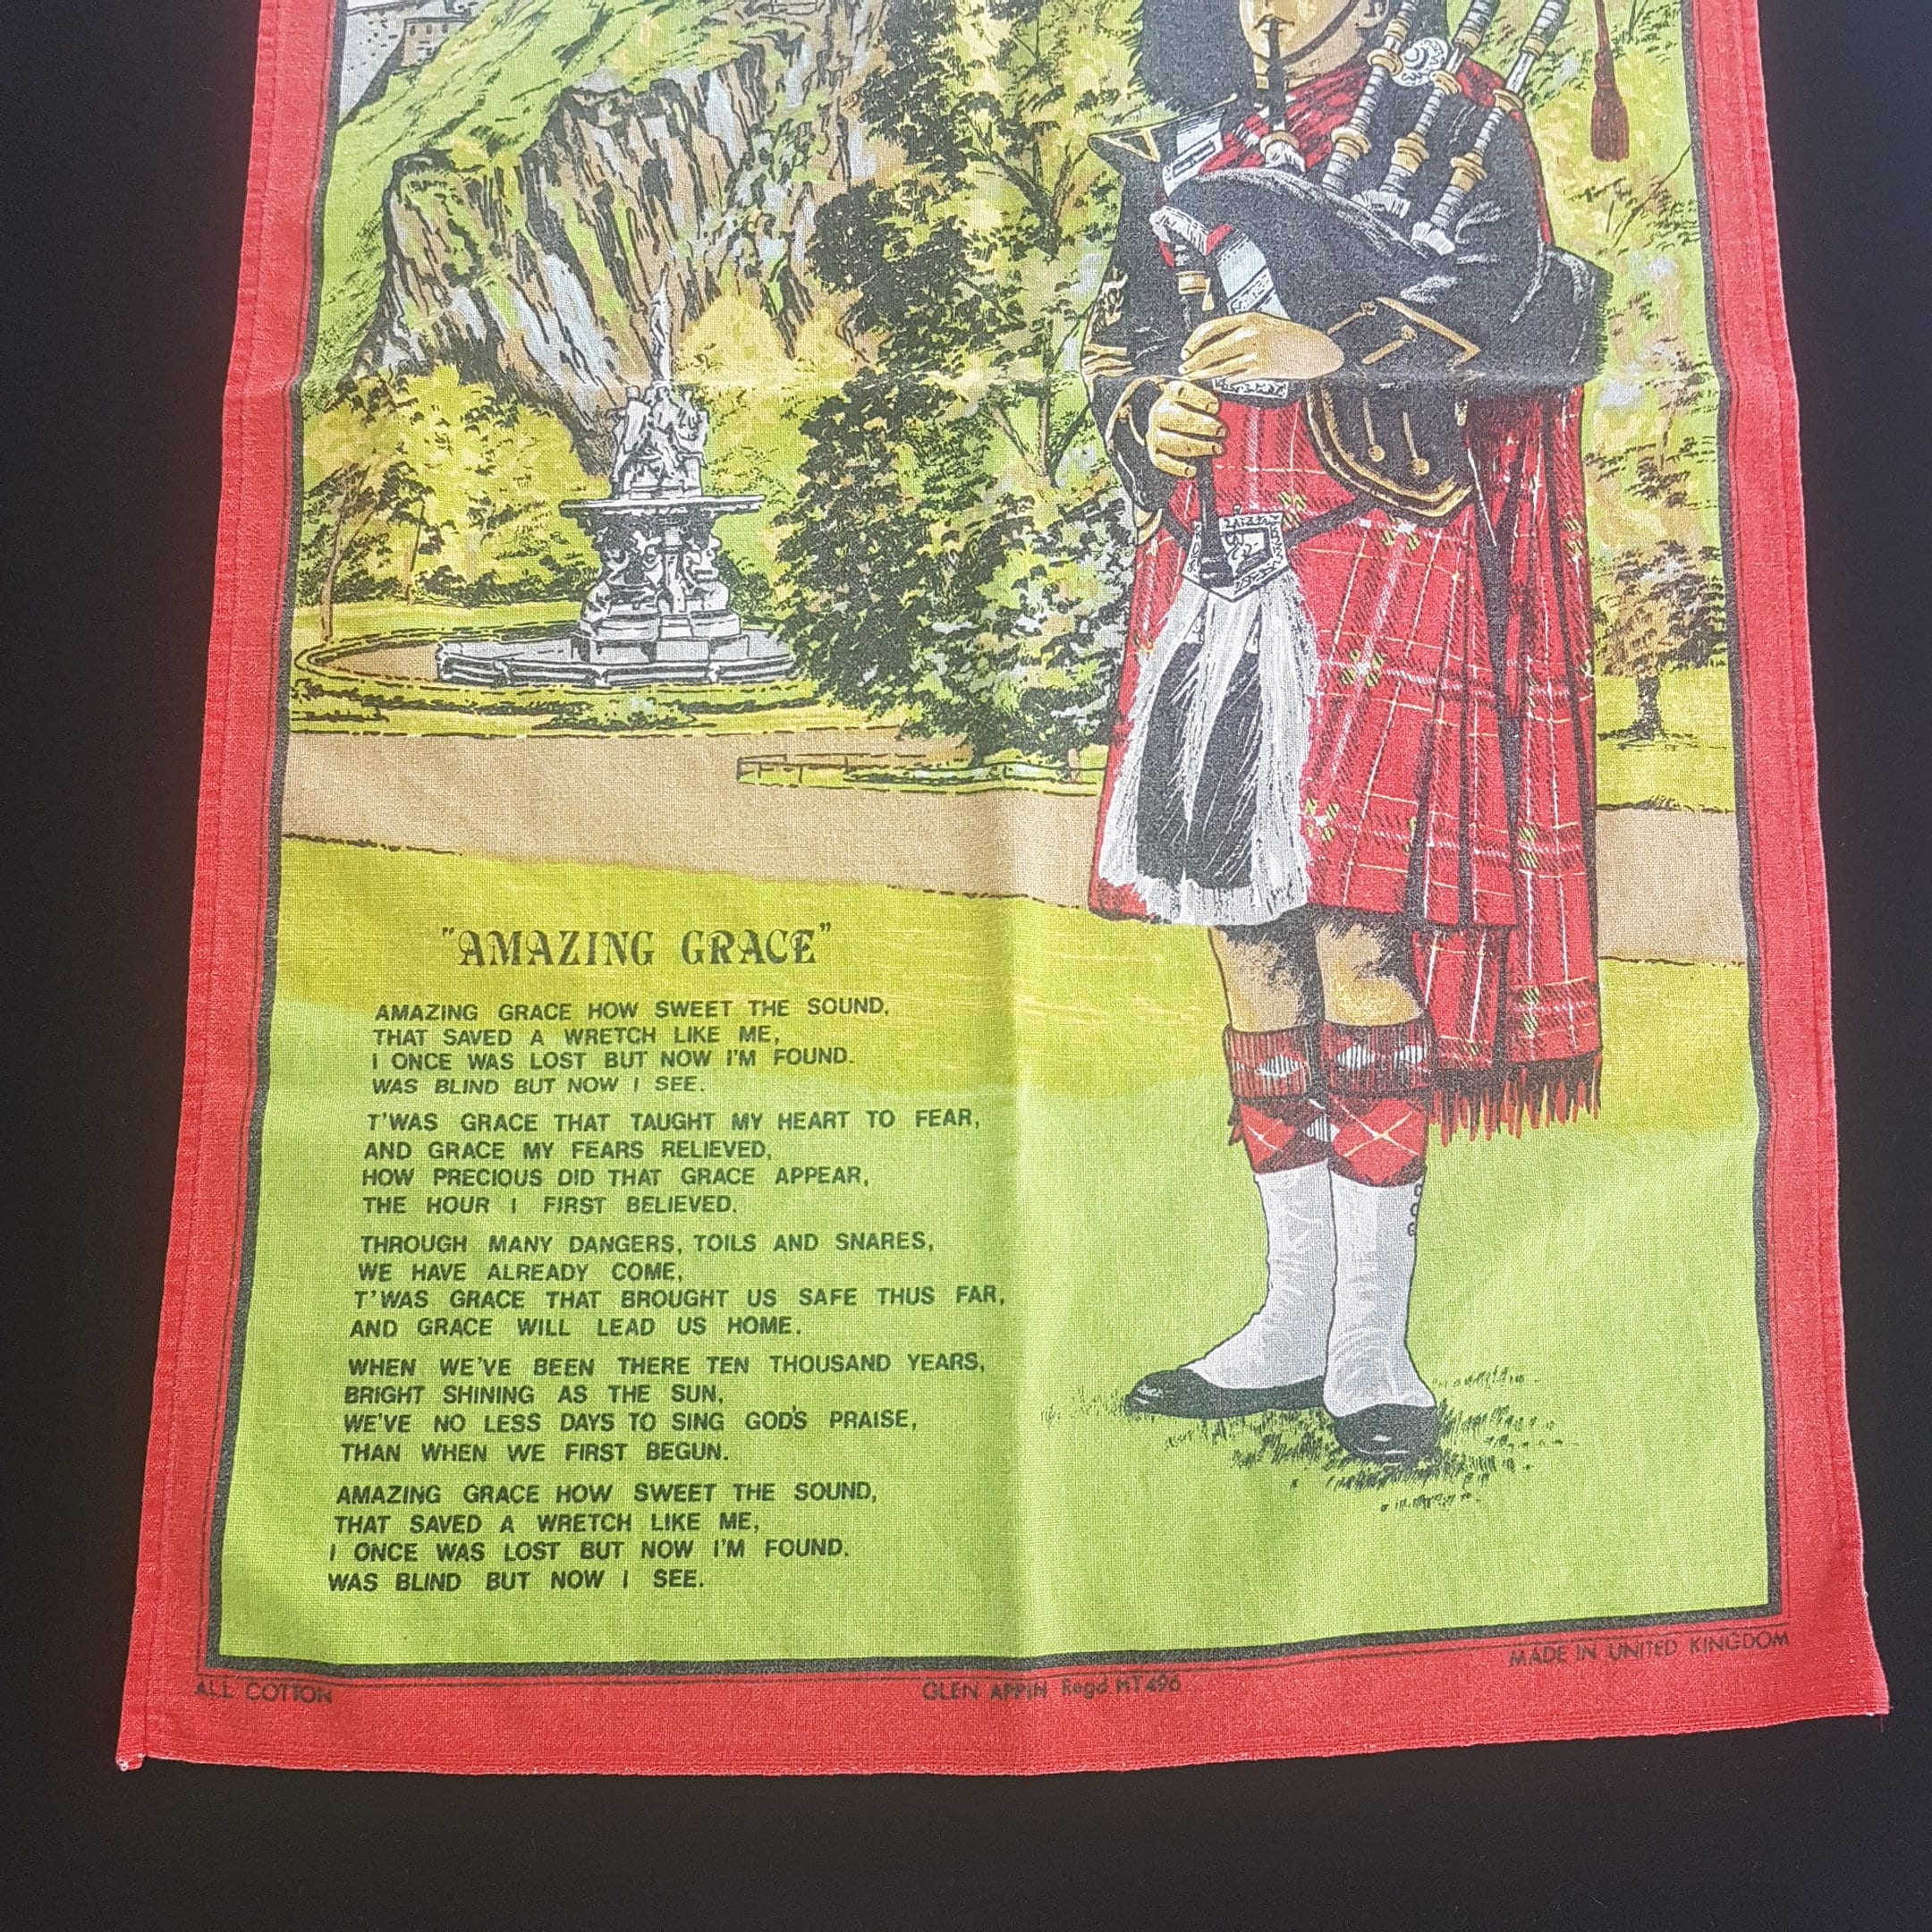 "AMAZING GRACE"
AMAZING GRACE HOW SWEET THE SOUND,
THAT SAVED A WRETCH LIKE ME,
I ONCE WAS LOST BUT NOW I'M FOUND.
WAS BLIND BUT NOW I SEE.
T'WAS GRACE THAT TAUGHT MY HEART TO FEAR,
AND GRACE MY FEARS RELIEVED,
HOW PRECIOUS DID THAT GRACE APPEAR,
THE HOUR I FIRST BELIEVED.
THROUGH MANY DANGERS, TOILS AND SNARES,
WE HAVE ALREADY COME,
T'WAS GRACE THAT BROUGHT US SAFE THUS FAR,
AND GRACE WILL LEAD US HOME.
WHEN WE'VE BEEN THERE TEN THOUSAND YEARS,
BRIGHT SHINING AS THE SUN,
WE'VE NO LESS DAYS TO SING GOD'S PRAISE,
THAN WHEN WE FIRST BEGUN.
AMAZING GRACE HOW SWEET THE SOUND,
THAT SAVED A WRETCH LIKE ME,
I ONCE WAS LOST BUT NOW I'M FOUND.
WAS BLIND BUT NOW I SEE.
ALL COTTON
GLEN APPIN Regd. HT496
MADE IN UNITED KINGDOM